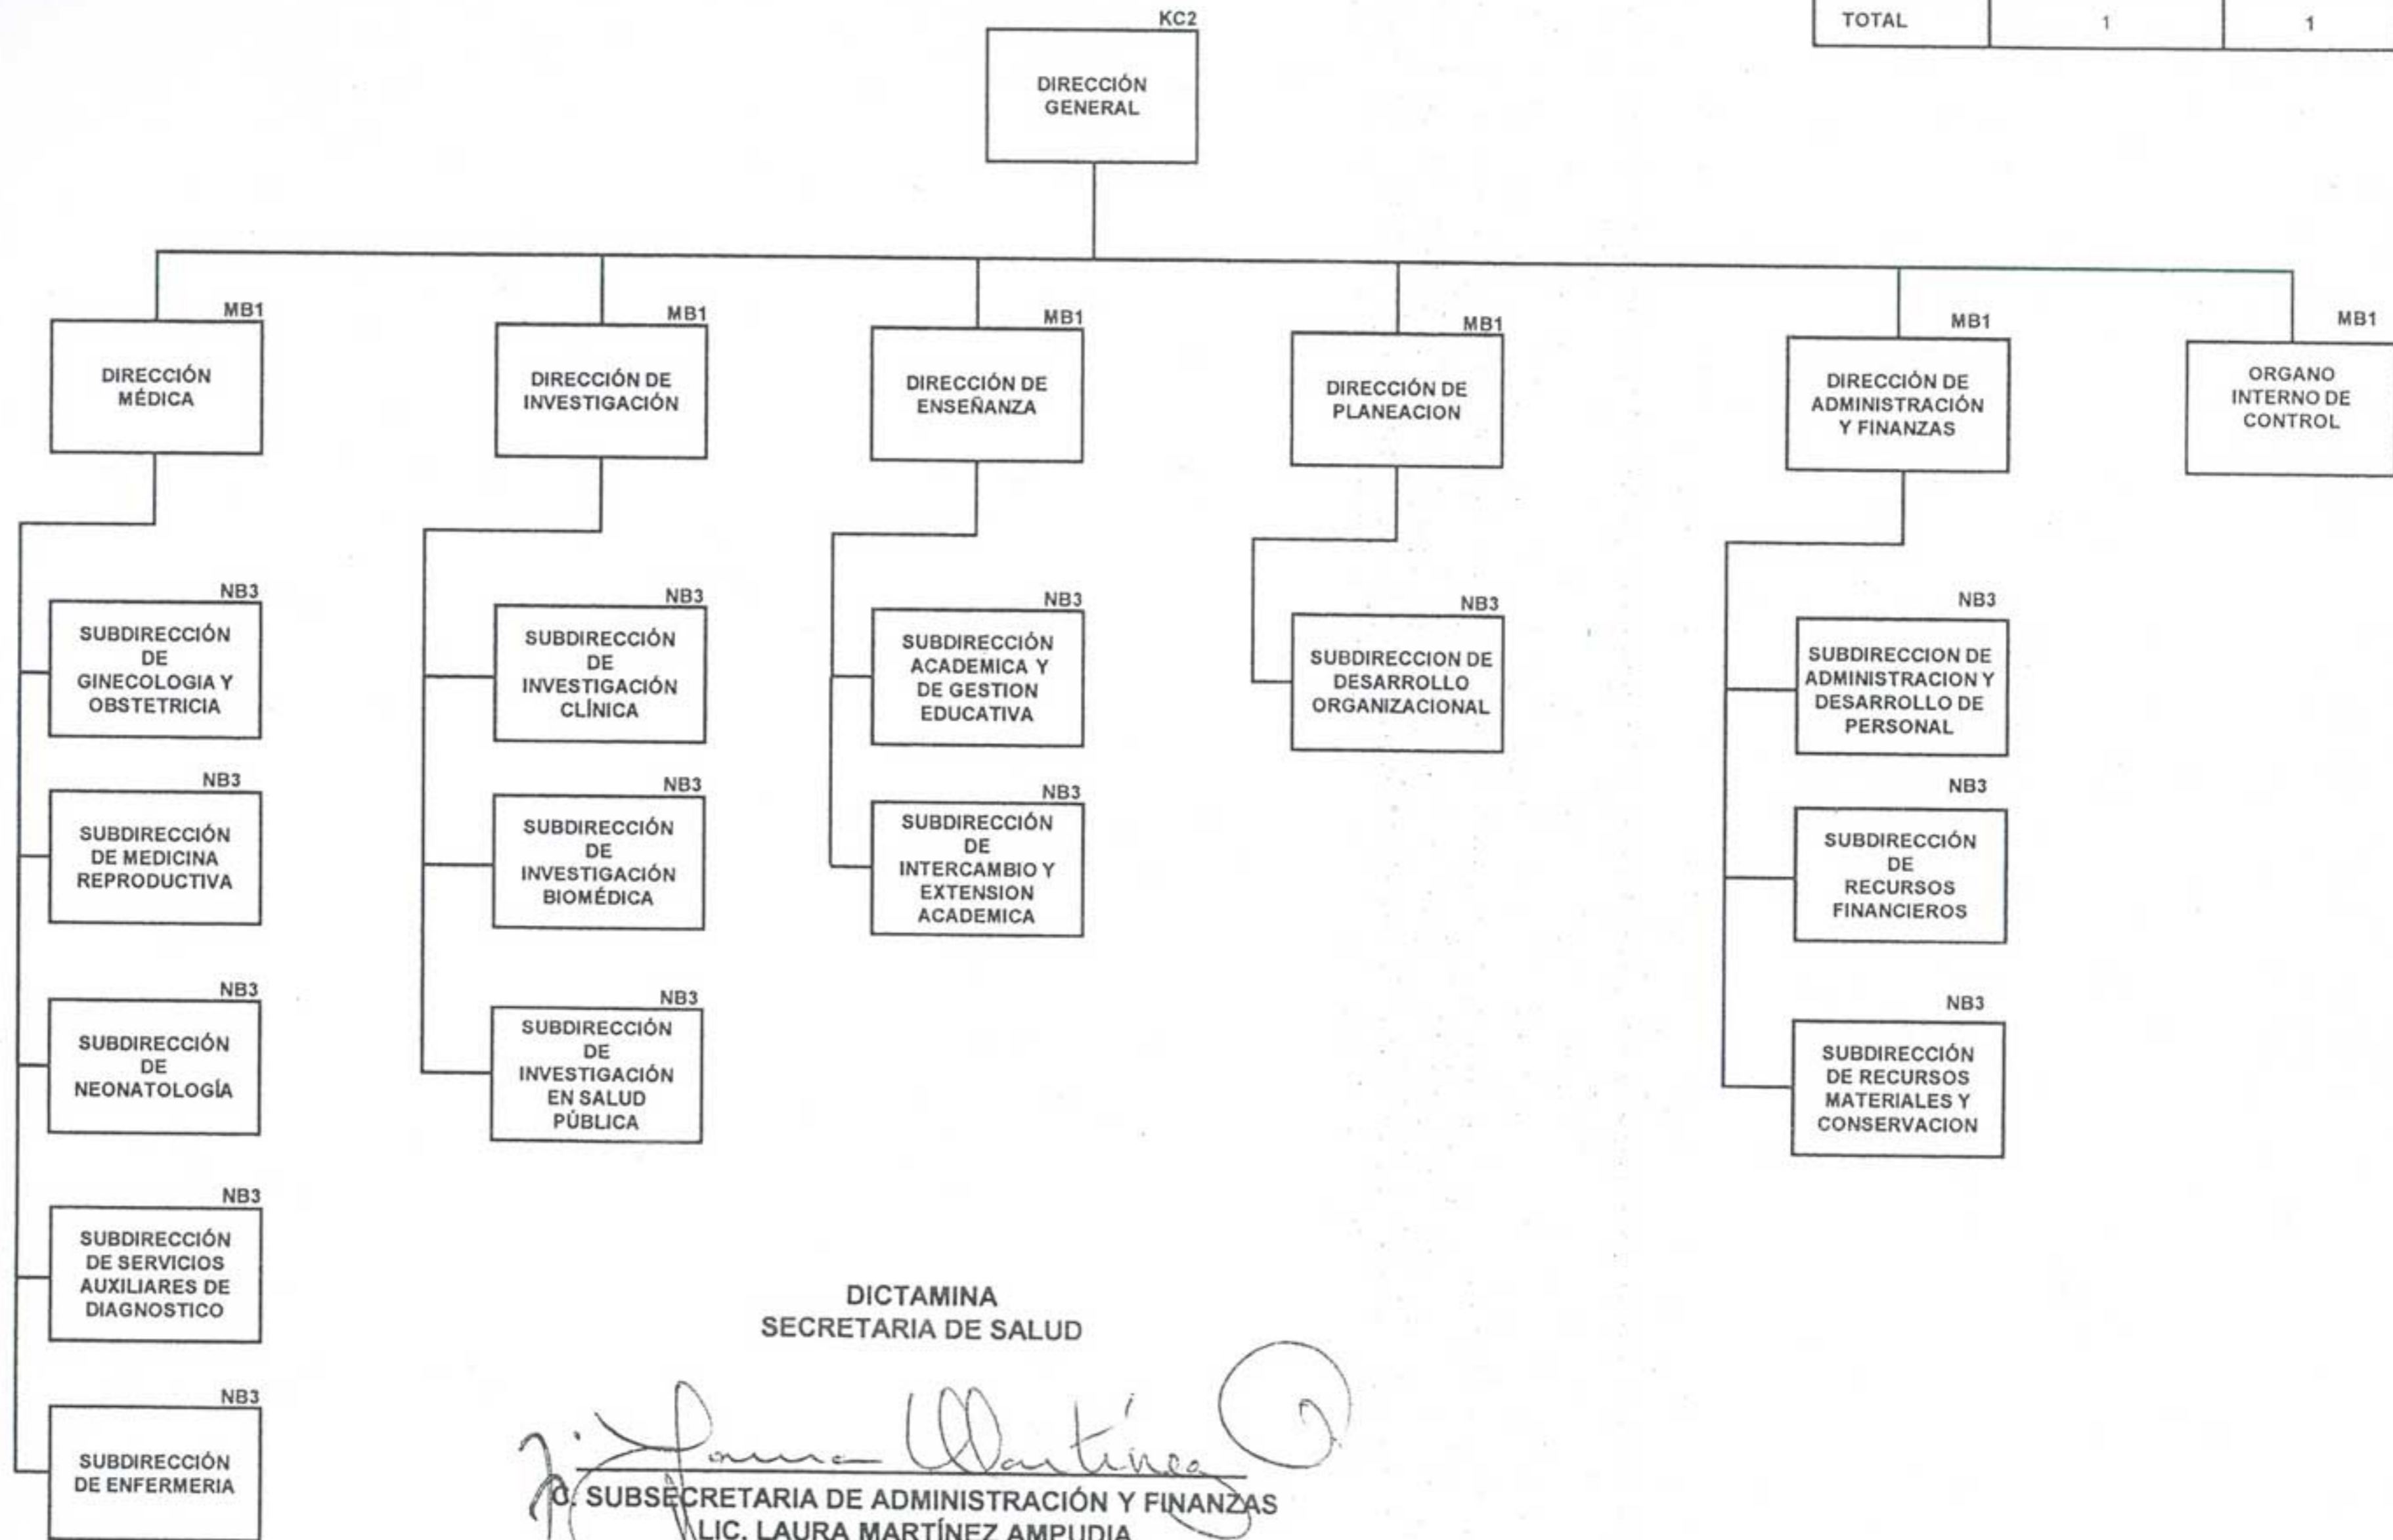 TOTAL 1 1
KC2
DIRECCIÓN
GENERAL
MB1
DIRECCIÓN
MÉDICA
MB1
DIRECCIÓN DE
INVESTIGACIÓN
MB1
DIRECCIÓN DE
ENSEÑANZA
MB1
DIRECCIÓN DE
PLANEACION
MB1
DIRECCIÓN DE
ADMINISTRACIÓN
Y FINANZAS
MB1
ORGANO
INTERNO DE
CONTROL
NB3
SUBDIRECCIÓN
DE
GINECOLOGIA Y
OBSTETRICIA
NB3
SUBDIRECCIÓN
DE MEDICINA
REPRODUCTIVA
NB3
SUBDIRECCIÓN
DE
NEONATOLOGÍA
NB3
SUBDIRECCIÓN
DE SERVICIOS
AUXILIARES DE
DIAGNOSTICO
NB3
SUBDIRECCIÓN
DE ENFERMERIA
NB3
SUBDIRECCIÓN
DE
INVESTIGACIÓN
CLÍNICA
NB3
SUBDIRECCIÓN
DE
INVESTIGACIÓN
BIOMÉDICA
NB3
SUBDIRECCIÓN
DE
INVESTIGACIÓN
EN SALUD
PÚBLICA
NB3
SUBDIRECCIÓN
ACADEMICA Y
DE GESTION
EDUCATIVA
NB3
SUBDIRECCIÓN
DE
INTERCAMBIO Y
EXTENSION
ACADEMICA
NB3
SUBDIRECCION DE
DESARROLLO
ORGANIZACIONAL
NB3
SUBDIRECCION DE
ADMINISTRACION Y
DESARROLLO DE
PERSONAL
NB3
SUBDIRECCIÓN
DE
RECURSOS
FINANCIEROS
NB3
SUBDIRECCIÓN
DE RECURSOS
MATERIALES Y
CONSERVACION
DICTAMINA
SECRETARIA DE SALUD
Laura Martínez
C. SUBSECRETARIA DE ADMINISTRACIÓN Y FINANZAS
LIC. LAURA MARTÍNEZ AMPUDIA